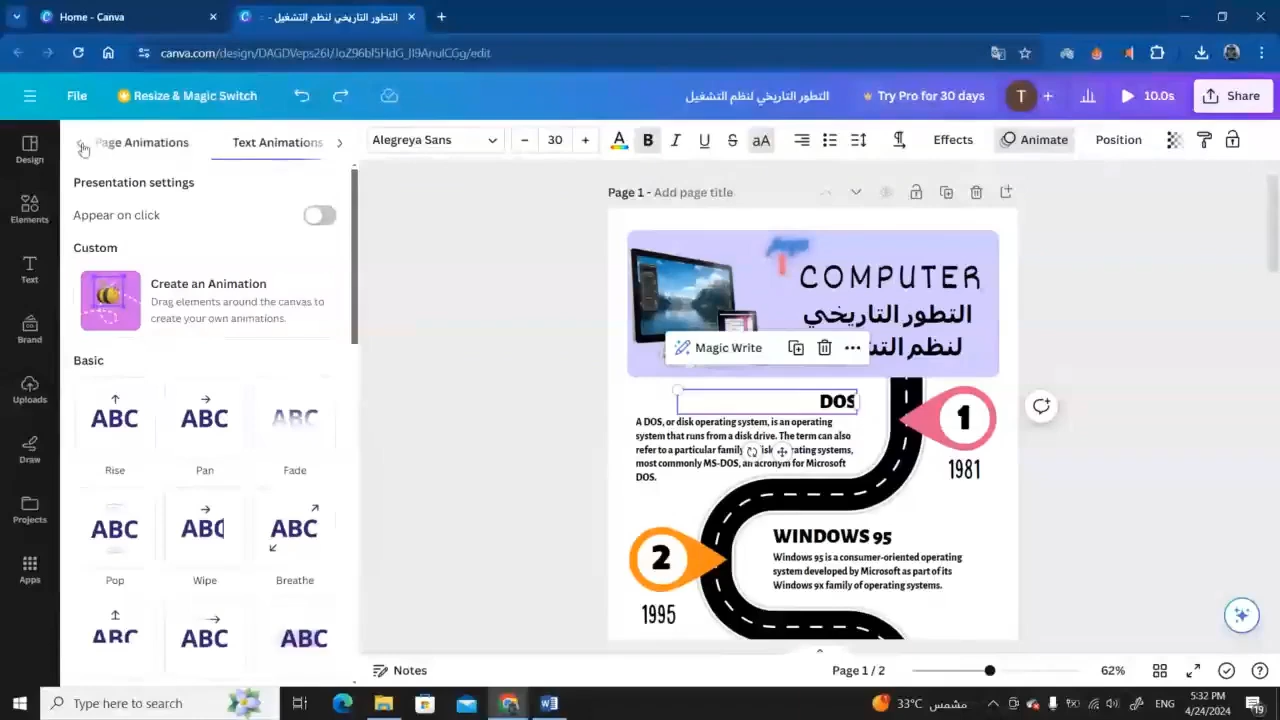 Home - Canva
التطور التاريخي لنظم التشغيل -
canva.com/design/
/edit
File
Resize & Magic Switch
التطور التاريخي لنظم التشغيل
Try Pro for 30 days
T
10.0s
Share
Page Animations
Text Animations
Alegreya Sans
30
A
B
I
U
S
aA
Effects
Animate
Position
Design
Elements
Text
Brand
Uploads
Draw
Projects
Apps
Presentation settings
Appear on click
Custom
Create an Animation
Drag elements around the canvas to
create your own animations.
Basic
ABC
ABC
ABC
Rise
Pan
Fade
ABC
ABC
ABC
Pop
Wipe
Breathe
ABC
ABC
ABC
Page 1 - Add page title
COMPUTER
التطور التاريخي
Magic Write
DOS
A DOS, or disk operating system, is an operating
system that runs from a disk drive. The term can also
refer to a particular family
most commonly MS-DOS, an acronym for Microsoft
DOS.
1
1981
WINDOWS 95
Windows 95 is a consumer-oriented operating
system developed by Microsoft as part of its
Windows 9x family of operating systems.
2
1995
Notes
Page 1 / 2
62%
Type here to search
33°C
مشمس
ENG
5:32 PM
4/24/2024